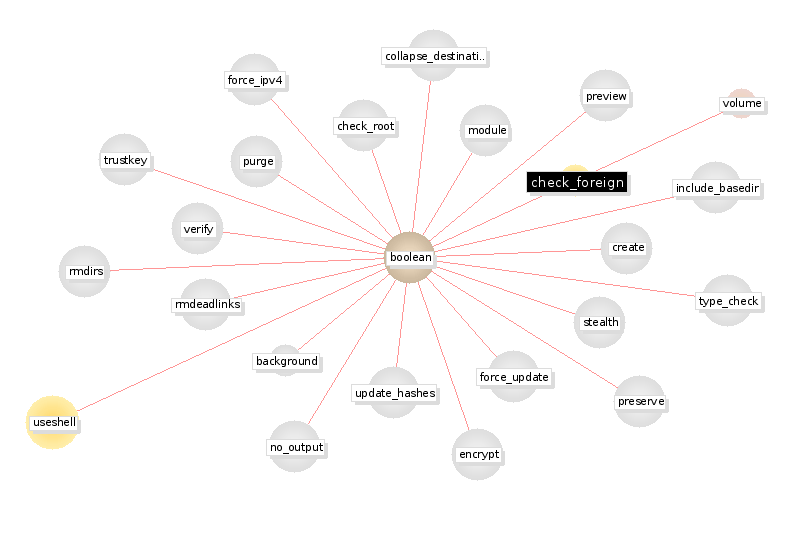 collapse_destinati..
force_ipv4
preview
volume
check_root
module
trustkey
purge
check_foreign
include_basedir
verify
create
boolean
rmdirs
type_check
rmdeadlinks
stealth
background
force_update
update_hashes
preserve
useshell
no_output
encrypt